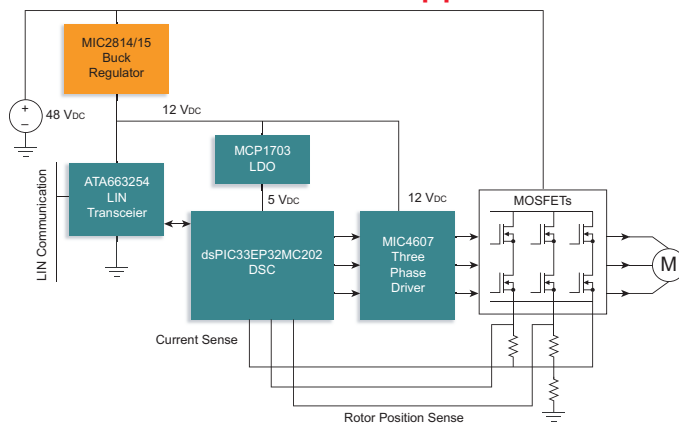 MIC2814/15
Buck
Regulator
+
–
48 VDC
12 VDC
MCP1703
LDO
ATA663254
LIN
Transceier
LIN Communication
5 VDC
12 VDC
MOSFETs
dsPIC33EP32MC202
DSC
MIC4607
Three
Phase
Driver
M
Current Sense
Rotor Position Sense